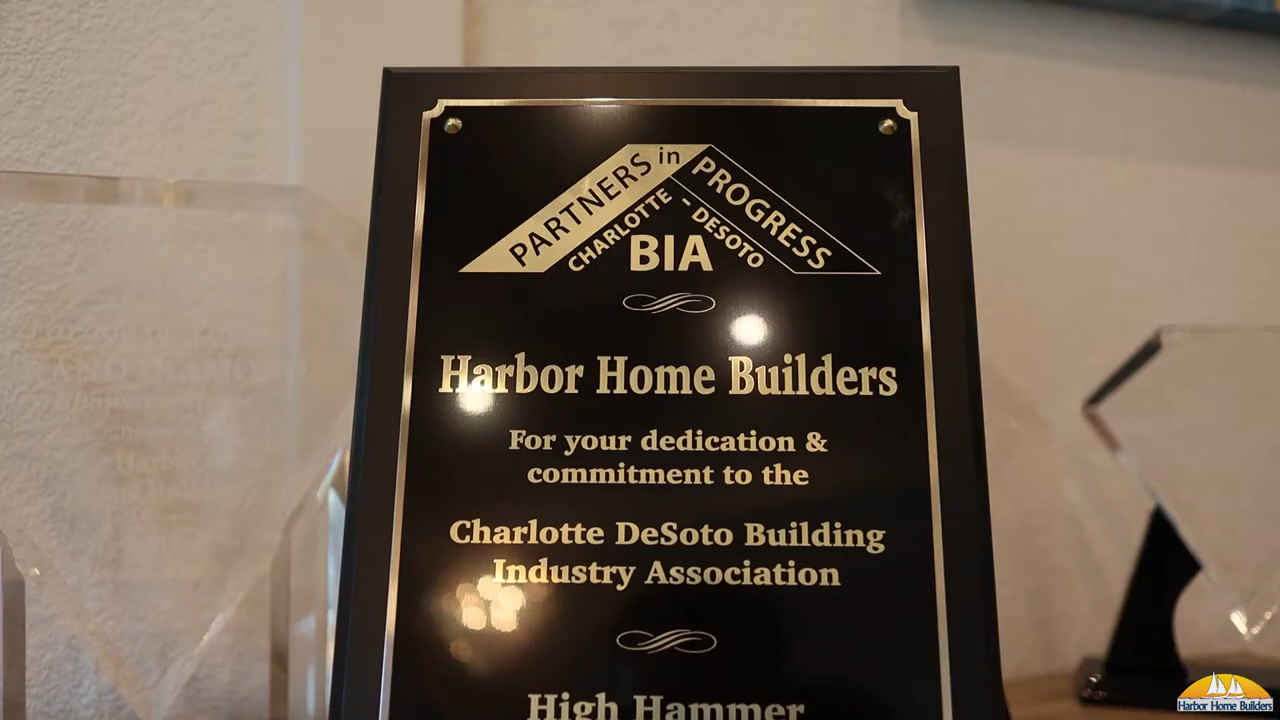 PARTNERS in PROGRESS
CHARLOTTE - DESOTO
BIA
Harbor Home Builders
For your dedication &
commitment to the
Charlotte DeSoto Building
Industry Association
High Hammer
Harbor Home Builders